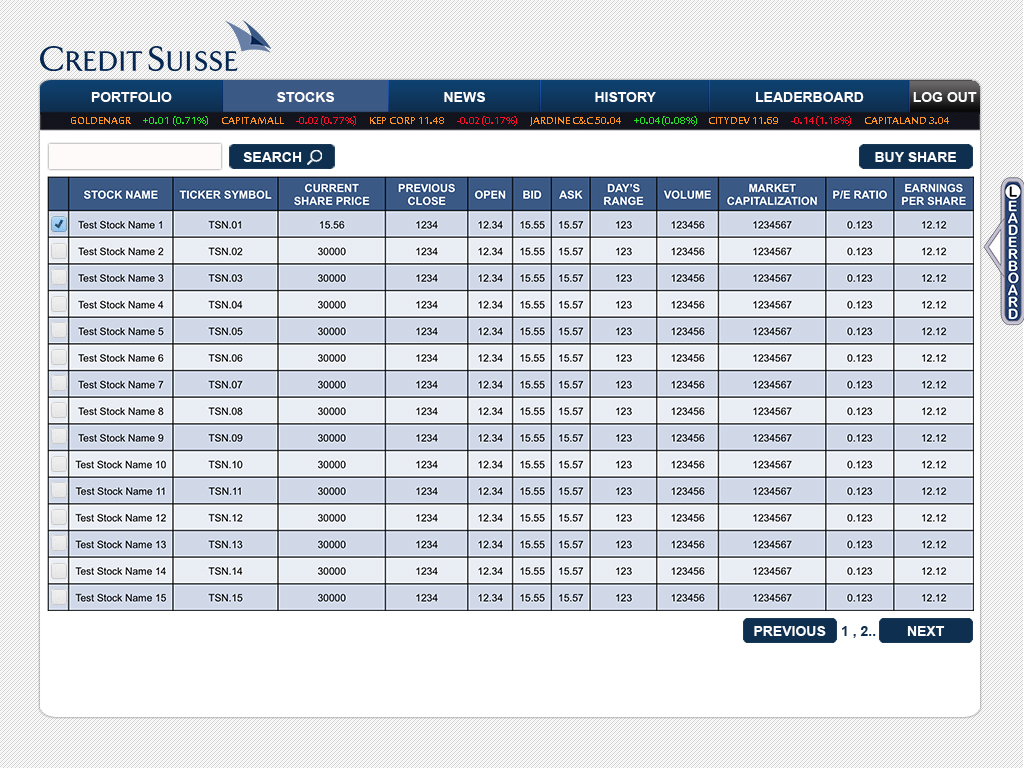 CREDIT SUISSE
PORTFOLIO STOCKS NEWS HISTORY LEADERBOARD LOG OUT
GOLDENAGR +0.01 (0.71%) CAPITAMALL -0.02 (0.77%) KEP CORP 11.48 -0.02 (0.17%) JARDINE C&C 50.04 +0.04 (0.08%) CITYDEV 11.69 -0.14 (1.18%) CAPITALAND 3.04
SEARCH BUY SHARE
STOCK NAME TICKER SYMBOL CURRENT SHARE PRICE PREVIOUS CLOSE OPEN BID ASK DAY'S RANGE VOLUME MARKET CAPITALIZATION P/E RATIO EARNINGS PER SHARE
Test Stock Name 1 TSN.01 15.56 1234 12.34 15.55 15.57 123 123456 1234567 0.123 12.12
Test Stock Name 2 TSN.02 30000 1234 12.34 15.55 15.57 123 123456 1234567 0.123 12.12
Test Stock Name 3 TSN.03 30000 1234 12.34 15.55 15.57 123 123456 1234567 0.123 12.12
Test Stock Name 4 TSN.04 30000 1234 12.34 15.55 15.57 123 123456 1234567 0.123 12.12
Test Stock Name 5 TSN.05 30000 1234 12.34 15.55 15.57 123 123456 1234567 0.123 12.12
Test Stock Name 6 TSN.06 30000 1234 12.34 15.55 15.57 123 123456 1234567 0.123 12.12
Test Stock Name 7 TSN.07 30000 1234 12.34 15.55 15.57 123 123456 1234567 0.123 12.12
Test Stock Name 8 TSN.08 30000 1234 12.34 15.55 15.57 123 123456 1234567 0.123 12.12
Test Stock Name 9 TSN.09 30000 1234 12.34 15.55 15.57 123 123456 1234567 0.123 12.12
Test Stock Name 10 TSN.10 30000 1234 12.34 15.55 15.57 123 123456 1234567 0.123 12.12
Test Stock Name 11 TSN.11 30000 1234 12.34 15.55 15.57 123 123456 1234567 0.123 12.12
Test Stock Name 12 TSN.12 30000 1234 12.34 15.55 15.57 123 123456 1234567 0.123 12.12
Test Stock Name 13 TSN.13 30000 1234 12.34 15.55 15.57 123 123456 1234567 0.123 12.12
Test Stock Name 14 TSN.14 30000 1234 12.34 15.55 15.57 123 123456 1234567 0.123 12.12
Test Stock Name 15 TSN.15 30000 1234 12.34 15.55 15.57 123 123456 1234567 0.123 12.12
PREVIOUS 1 , 2.. NEXT
LEADERBOARD